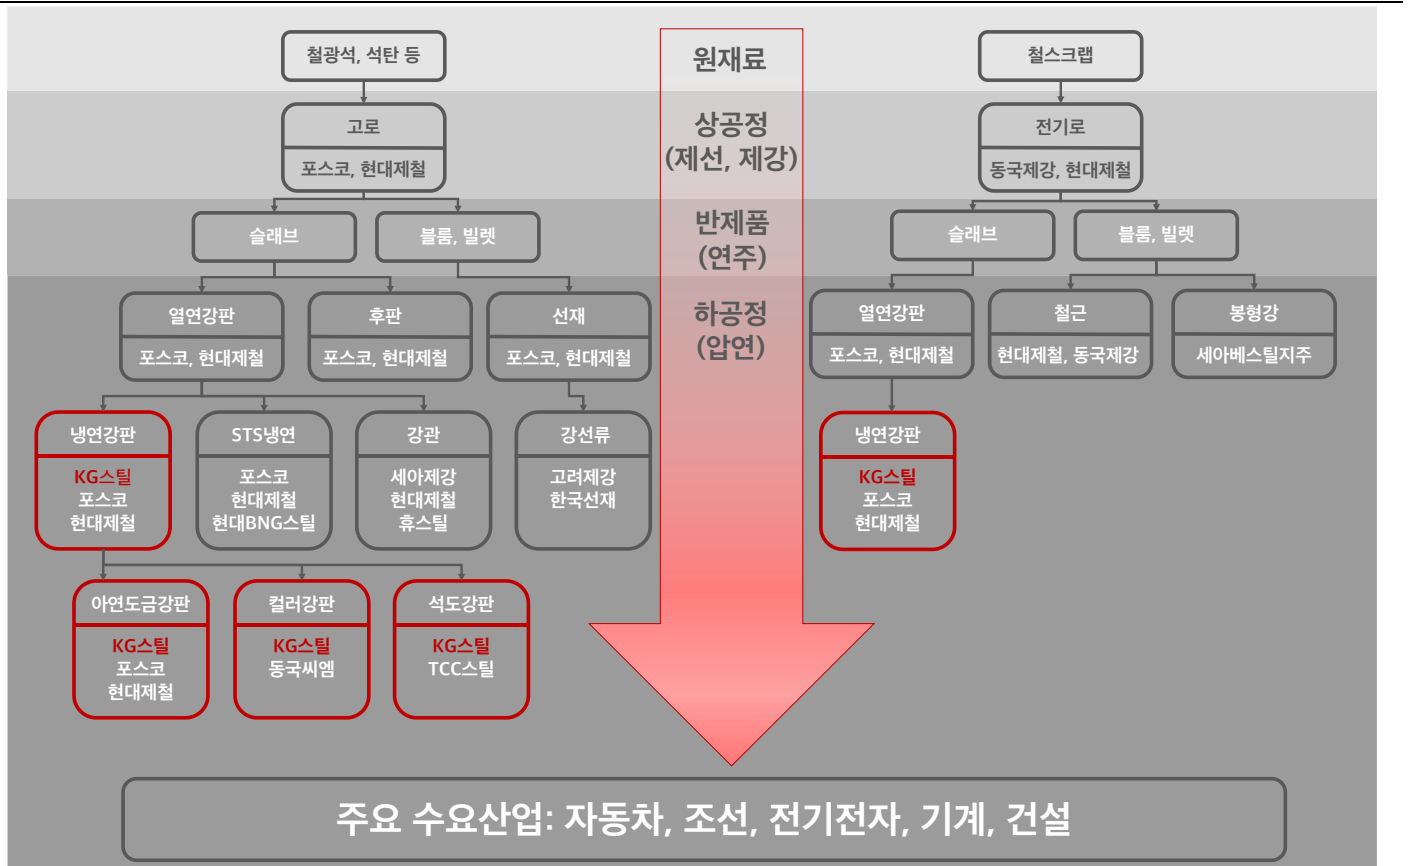 철광석, 석탄 등
원재료
철스크랩
고로
포스코, 현대제철
상공정
(제선, 제강)
전기로
동국제강, 현대제철
슬래브
블룸, 빌렛
반제품
(연주)
슬래브
블룸, 빌렛
열연강판
포스코, 현대제철
후판
포스코, 현대제철
선재
포스코, 현대제철
하공정
(압연)
열연강판
포스코, 현대제철
철근
현대제철, 동국제강
봉형강
세아베스틸지주
냉연강판
KG스틸
포스코
현대제철
STS냉연
포스코
현대제철
현대BNG스틸
강관
세아제강
현대제철
휴스틸
강선류
고려제강
한국선재
냉연강판
KG스틸
포스코
현대제철
아연도금강판
KG스틸
포스코
현대제철
컬러강판
KG스틸
동국씨엠
석도강판
KG스틸
TCC스틸
주요 수요산업: 자동차, 조선, 전기전자, 기계, 건설